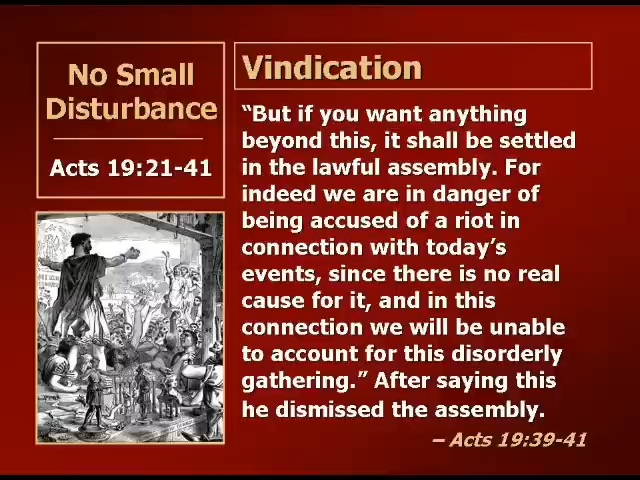 No Small
Disturbance
Acts 19:21-41
Vindication
“But if you want anything
beyond this, it shall be settled
in the lawful assembly. For
indeed we are in danger of
being accused of a riot in
connection with today’s
events, since there is no real
cause for it, and in this
connection we will be unable
to account for this disorderly
gathering.” After saying this
he dismissed the assembly.
– Acts 19:39-41